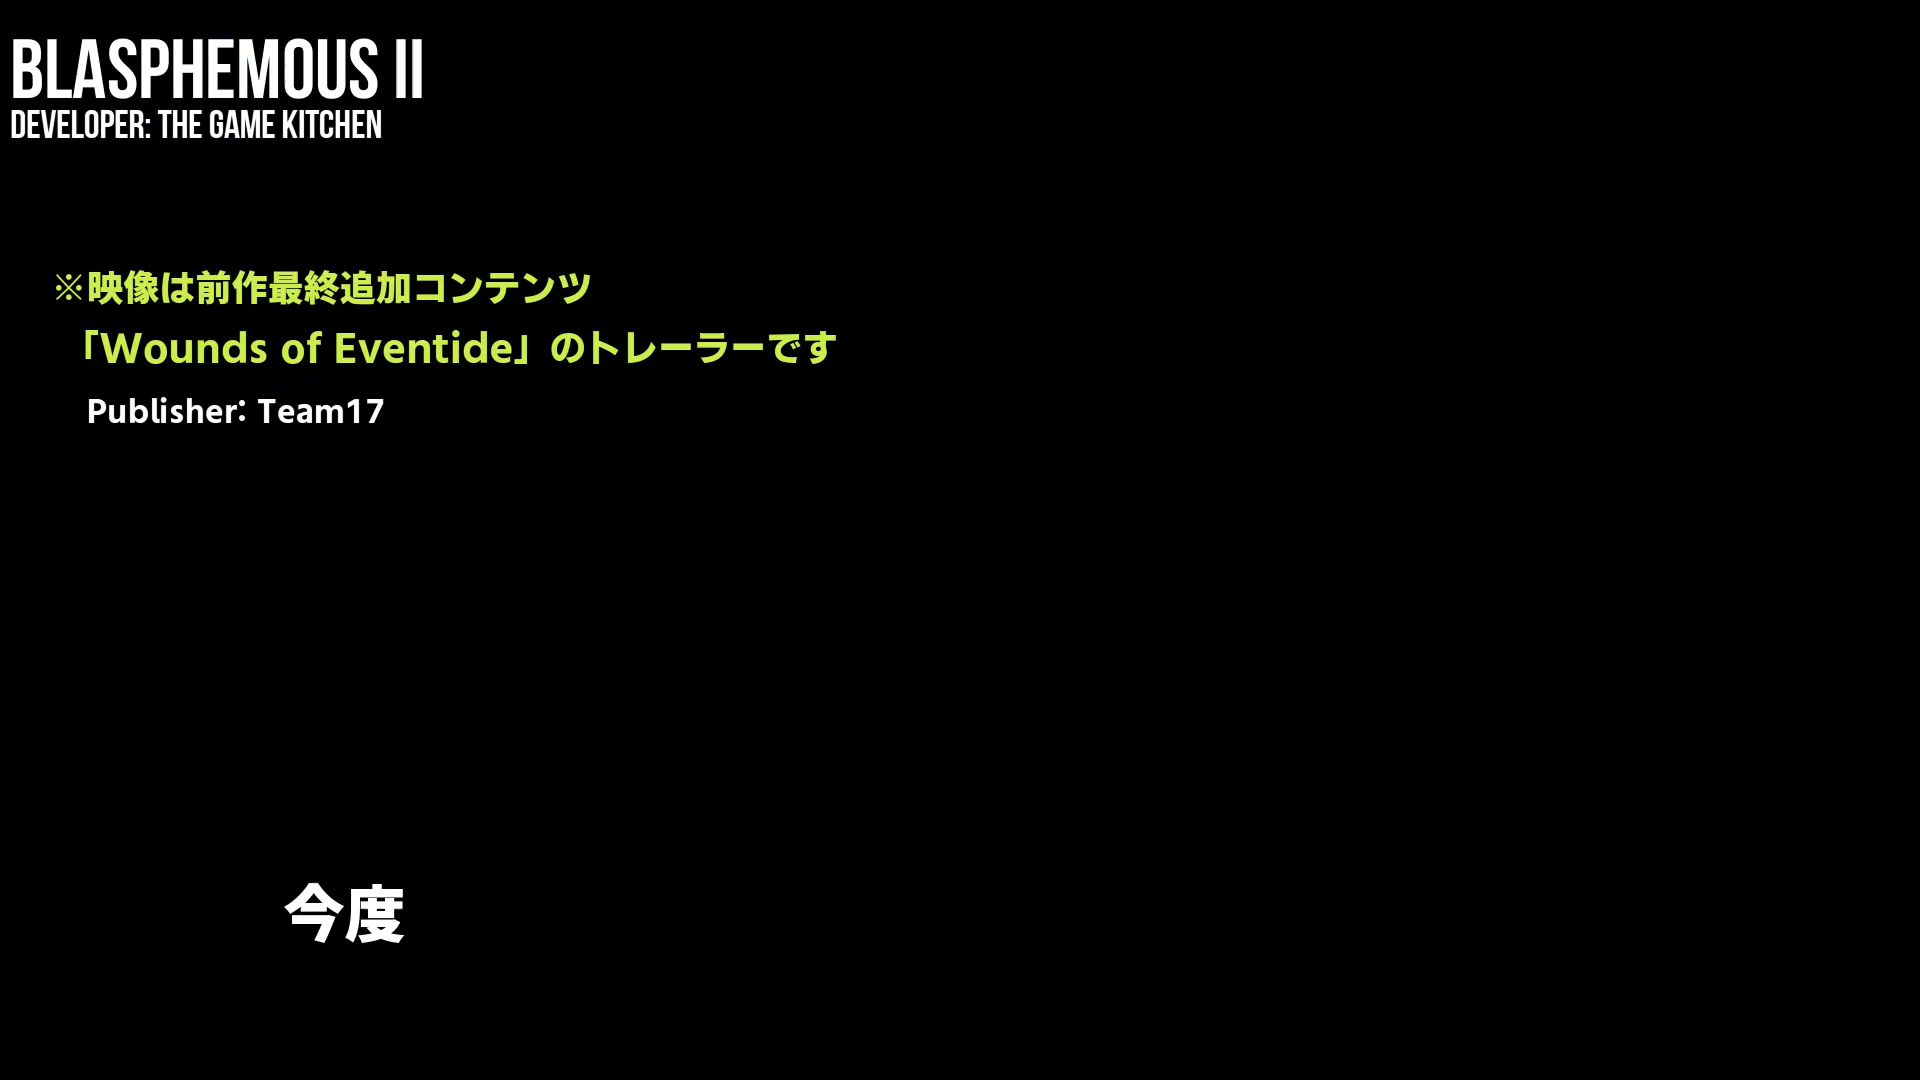 BLASPHEMOUS II
DEVELOPER: THE GAME KITCHEN
※映像は前作最終追加コンテンツ
「Wounds of Eventide」のトレーラーです
Publisher: Team17
今度